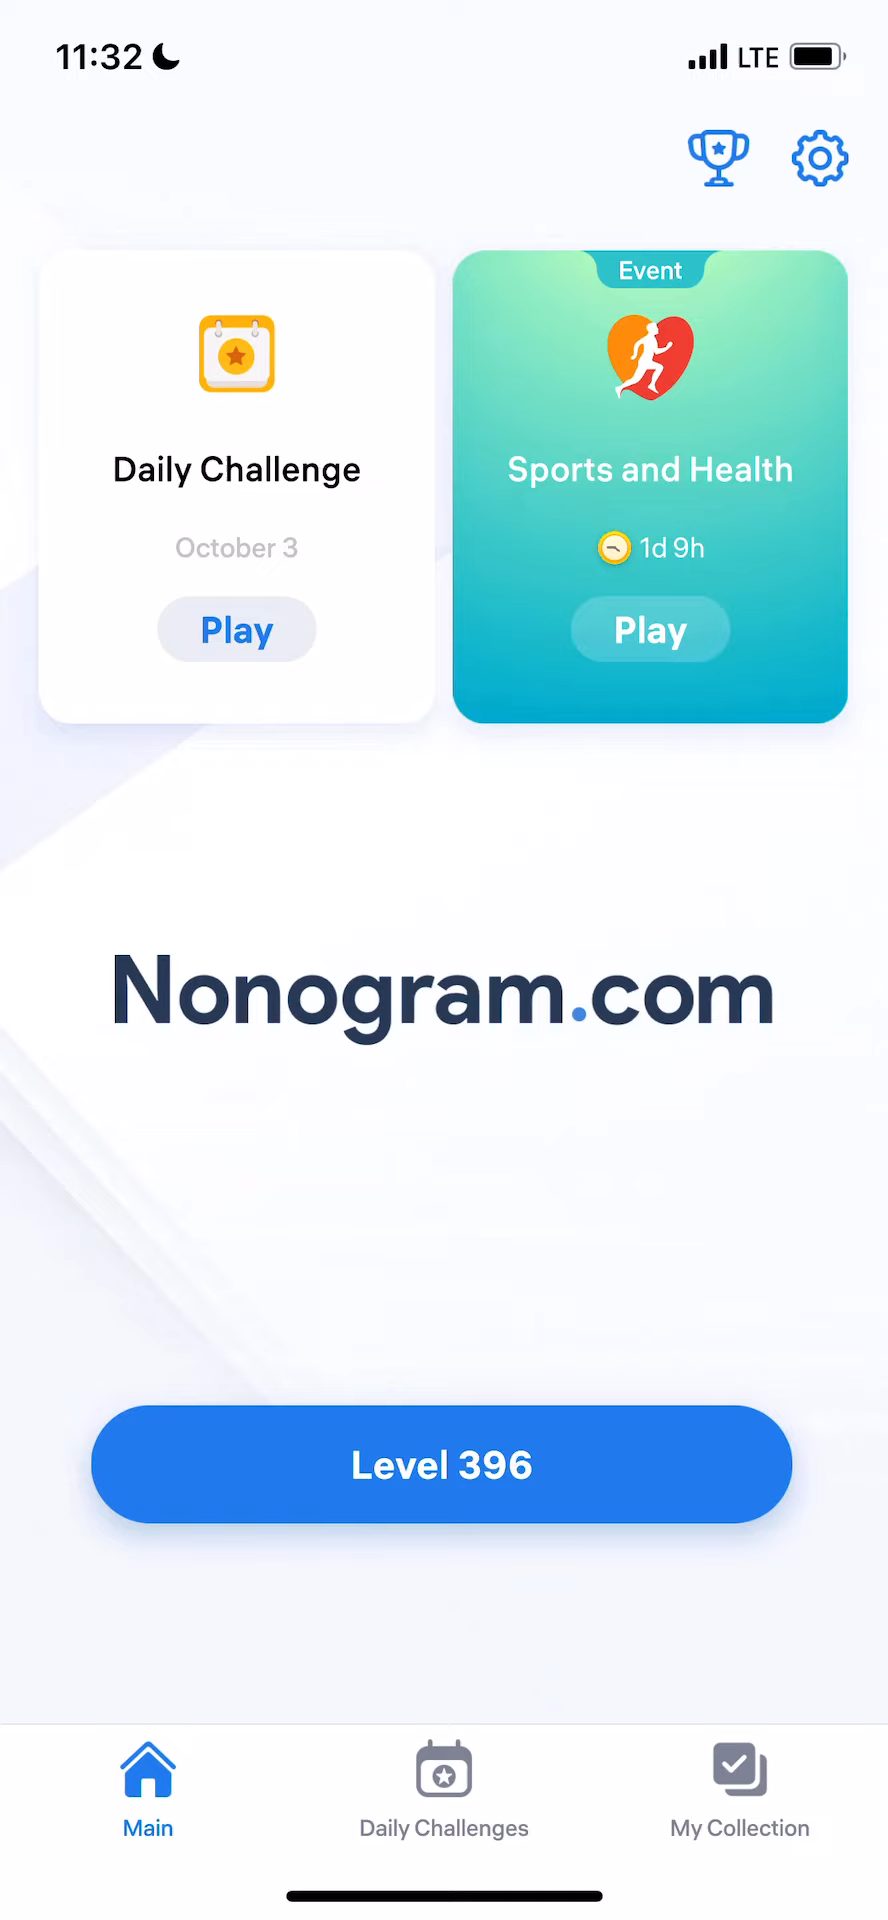 11:32
LTE
Event
Daily Challenge
Sports and Health
October 3
1d 9h
Play
Play
Nonogram.com
Level 396
Main
Daily Challenges
My Collection